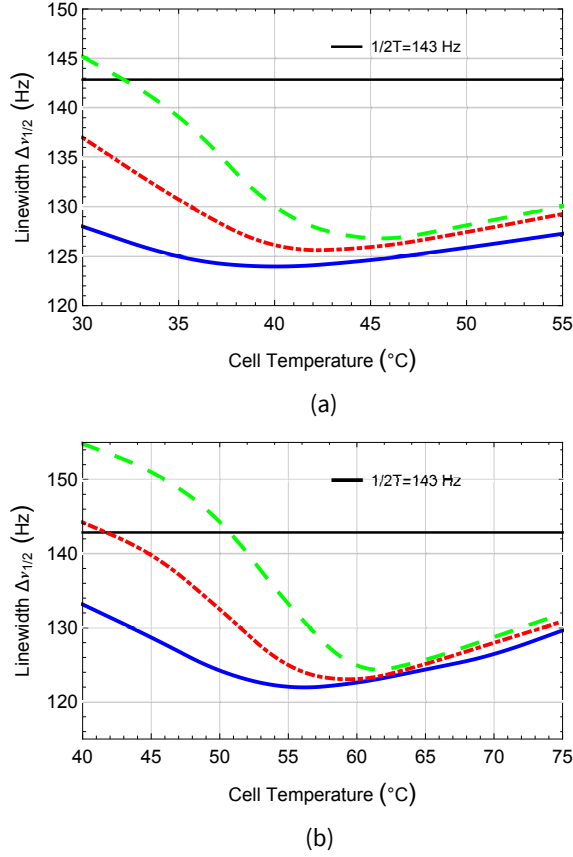 150
145
140
135
130
125
120
Linewidth Δν1/2 (Hz)
1/2T=143 Hz
30 35 40 45 50 55
Cell Temperature (°C)
(a)
150
140
130
120
Linewidth Δν1/2 (Hz)
1/2T=143 Hz
40 45 50 55 60 65 70 75
Cell Temperature (°C)
(b)